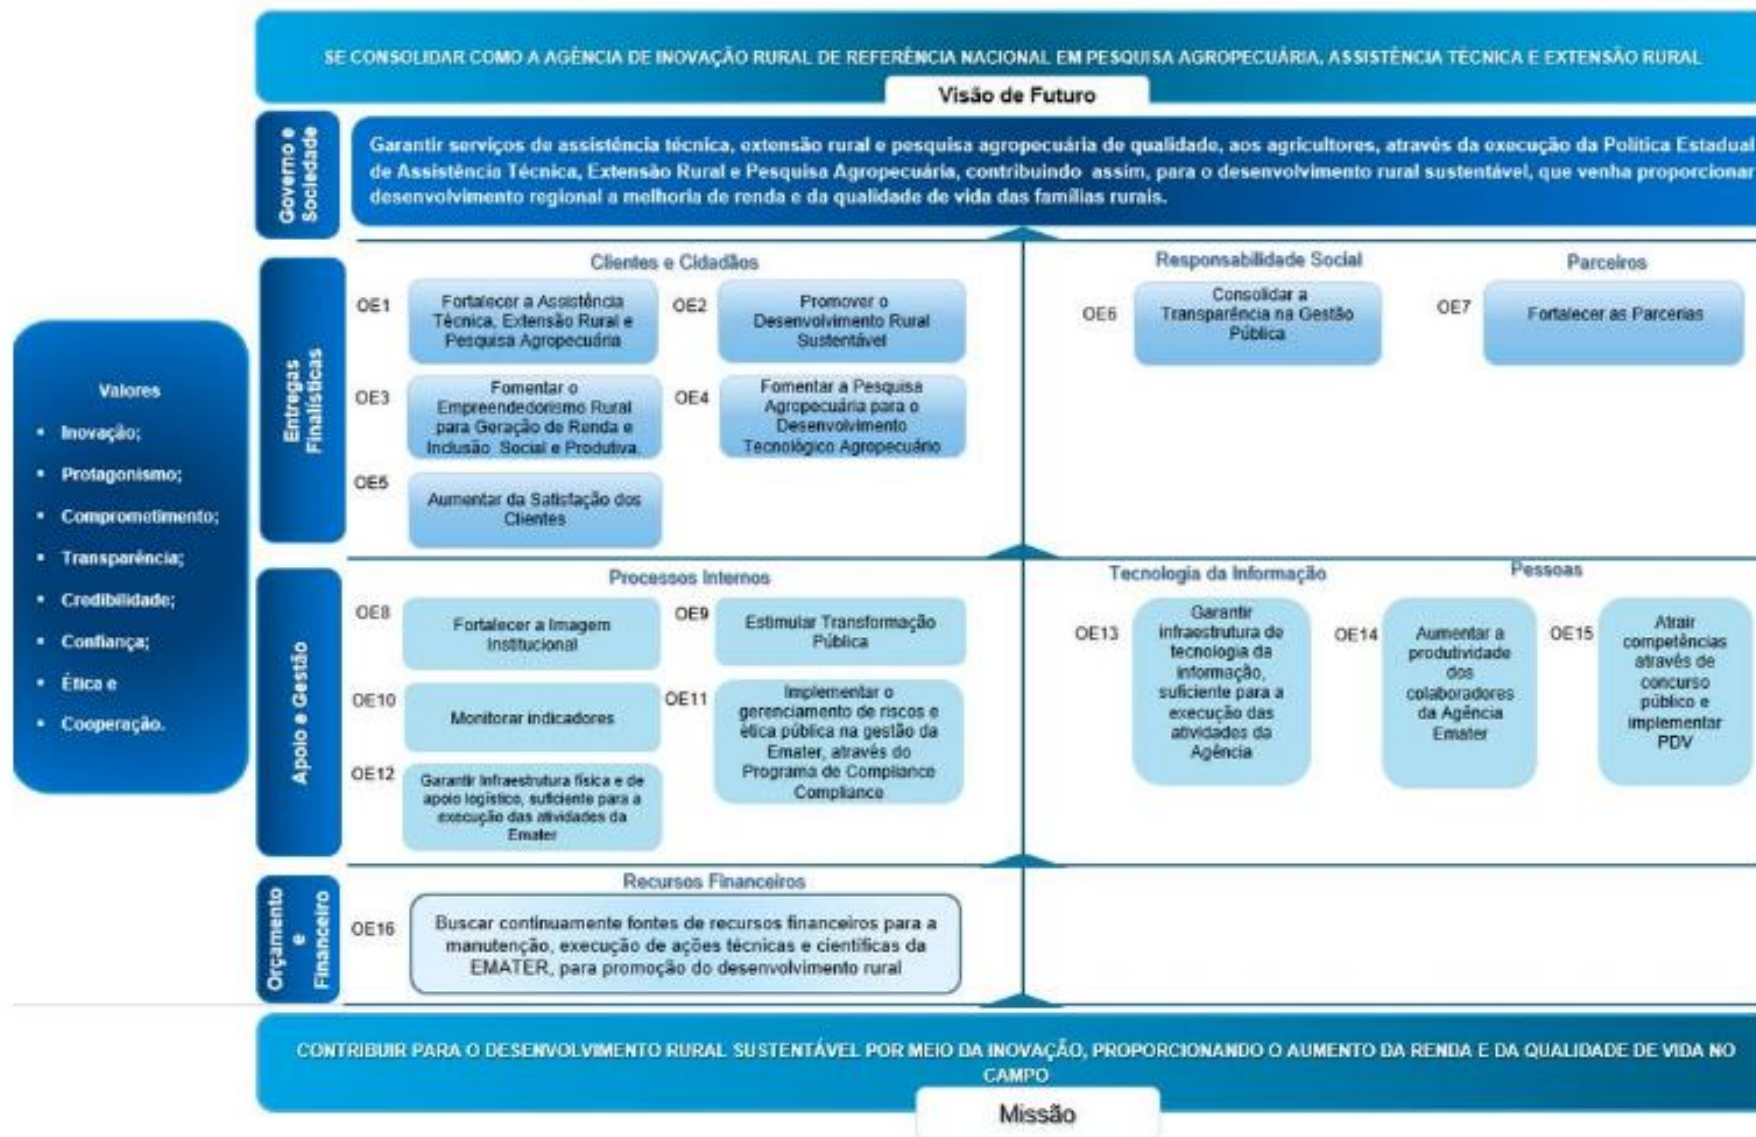 SE CONSOLIDAR COMO A AGÊNCIA DE INOVAÇÃO RURAL DE REFERÊNCIA NACIONAL EM PESQUISA AGROPECUÁRIA, ASSISTÊNCIA TÉCNICA E EXTENSÃO RURAL
Visão de Futuro
Governo e
Sociedade
Garantir serviços de assistência técnica, extensão rural e pesquisa agropecuária de qualidade, aos agricultores, através da execução da Política Estadual
de Assistência Técnica, Extensão Rural e Pesquisa Agropecuária, contribuindo assim, para o desenvolvimento rural sustentável, que venha proporcionar
desenvolvimento regional a melhoria de renda e da qualidade de vida das famílias rurais.
Valores
▪ Inovação;
▪ Protagonismo;
▪ Comprometimento;
▪ Transparência;
▪ Credibilidade;
▪ Confiança;
▪ Ética e
▪ Cooperação.
Entregas
Finalísticas
Clientes e Cidadãos
OE1
Fortalecer a Assistência
Técnica, Extensão Rural e
Pesquisa Agropecuária
OE2
Promover o
Desenvolvimento Rural
Sustentável
OE3
Fomentar o
Empreendedorismo Rural
para Geração de Renda e
Inclusão Social e Produtiva.
OE4
Fomentar a Pesquisa
Agropecuária para o
Desenvolvimento
Tecnológico Agropecuário
OE5
Aumentar da Satisfação dos
Clientes
Responsabilidade Social
OE6
Consolidar a
Transparência na Gestão
Pública
Parceiros
OE7
Fortalecer as Parcerias
Apoio e Gestão
Processos Internos
OE8
Fortalecer a Imagem
Institucional
OE9
Estimular Transformação
Pública
OE10
Monitorar indicadores
OE11
Implementar o
gerenciamento de riscos e
ética pública na gestão da
Emater, através do
Programa de Compliance
Compliance
OE12
Garantir Infraestrutura física e de
apoio logístico, suficiente para a
execução das atividades da
Emater
Tecnologia da Informação
OE13
Garantir
infraestrutura de
tecnologia da
informação,
suficiente para a
execução das
atividades da
Agência
Pessoas
OE14
Aumentar a
produtividade
dos
colaboradores
da Agência
Emater
OE15
Atrair
competências
através de
concurso
público e
implementar
PDV
Orçamento
e
Financeiro
Recursos Financeiros
OE16
Buscar continuamente fontes de recursos financeiros para a
manutenção, execução de ações técnicas e científicas da
EMATER, para promoção do desenvolvimento rural
CONTRIBUIR PARA O DESENVOLVIMENTO RURAL SUSTENTÁVEL POR MEIO DA INOVAÇÃO, PROPORCIONANDO O AUMENTO DA RENDA E DA QUALIDADE DE VIDA NO
CAMPO
Missão